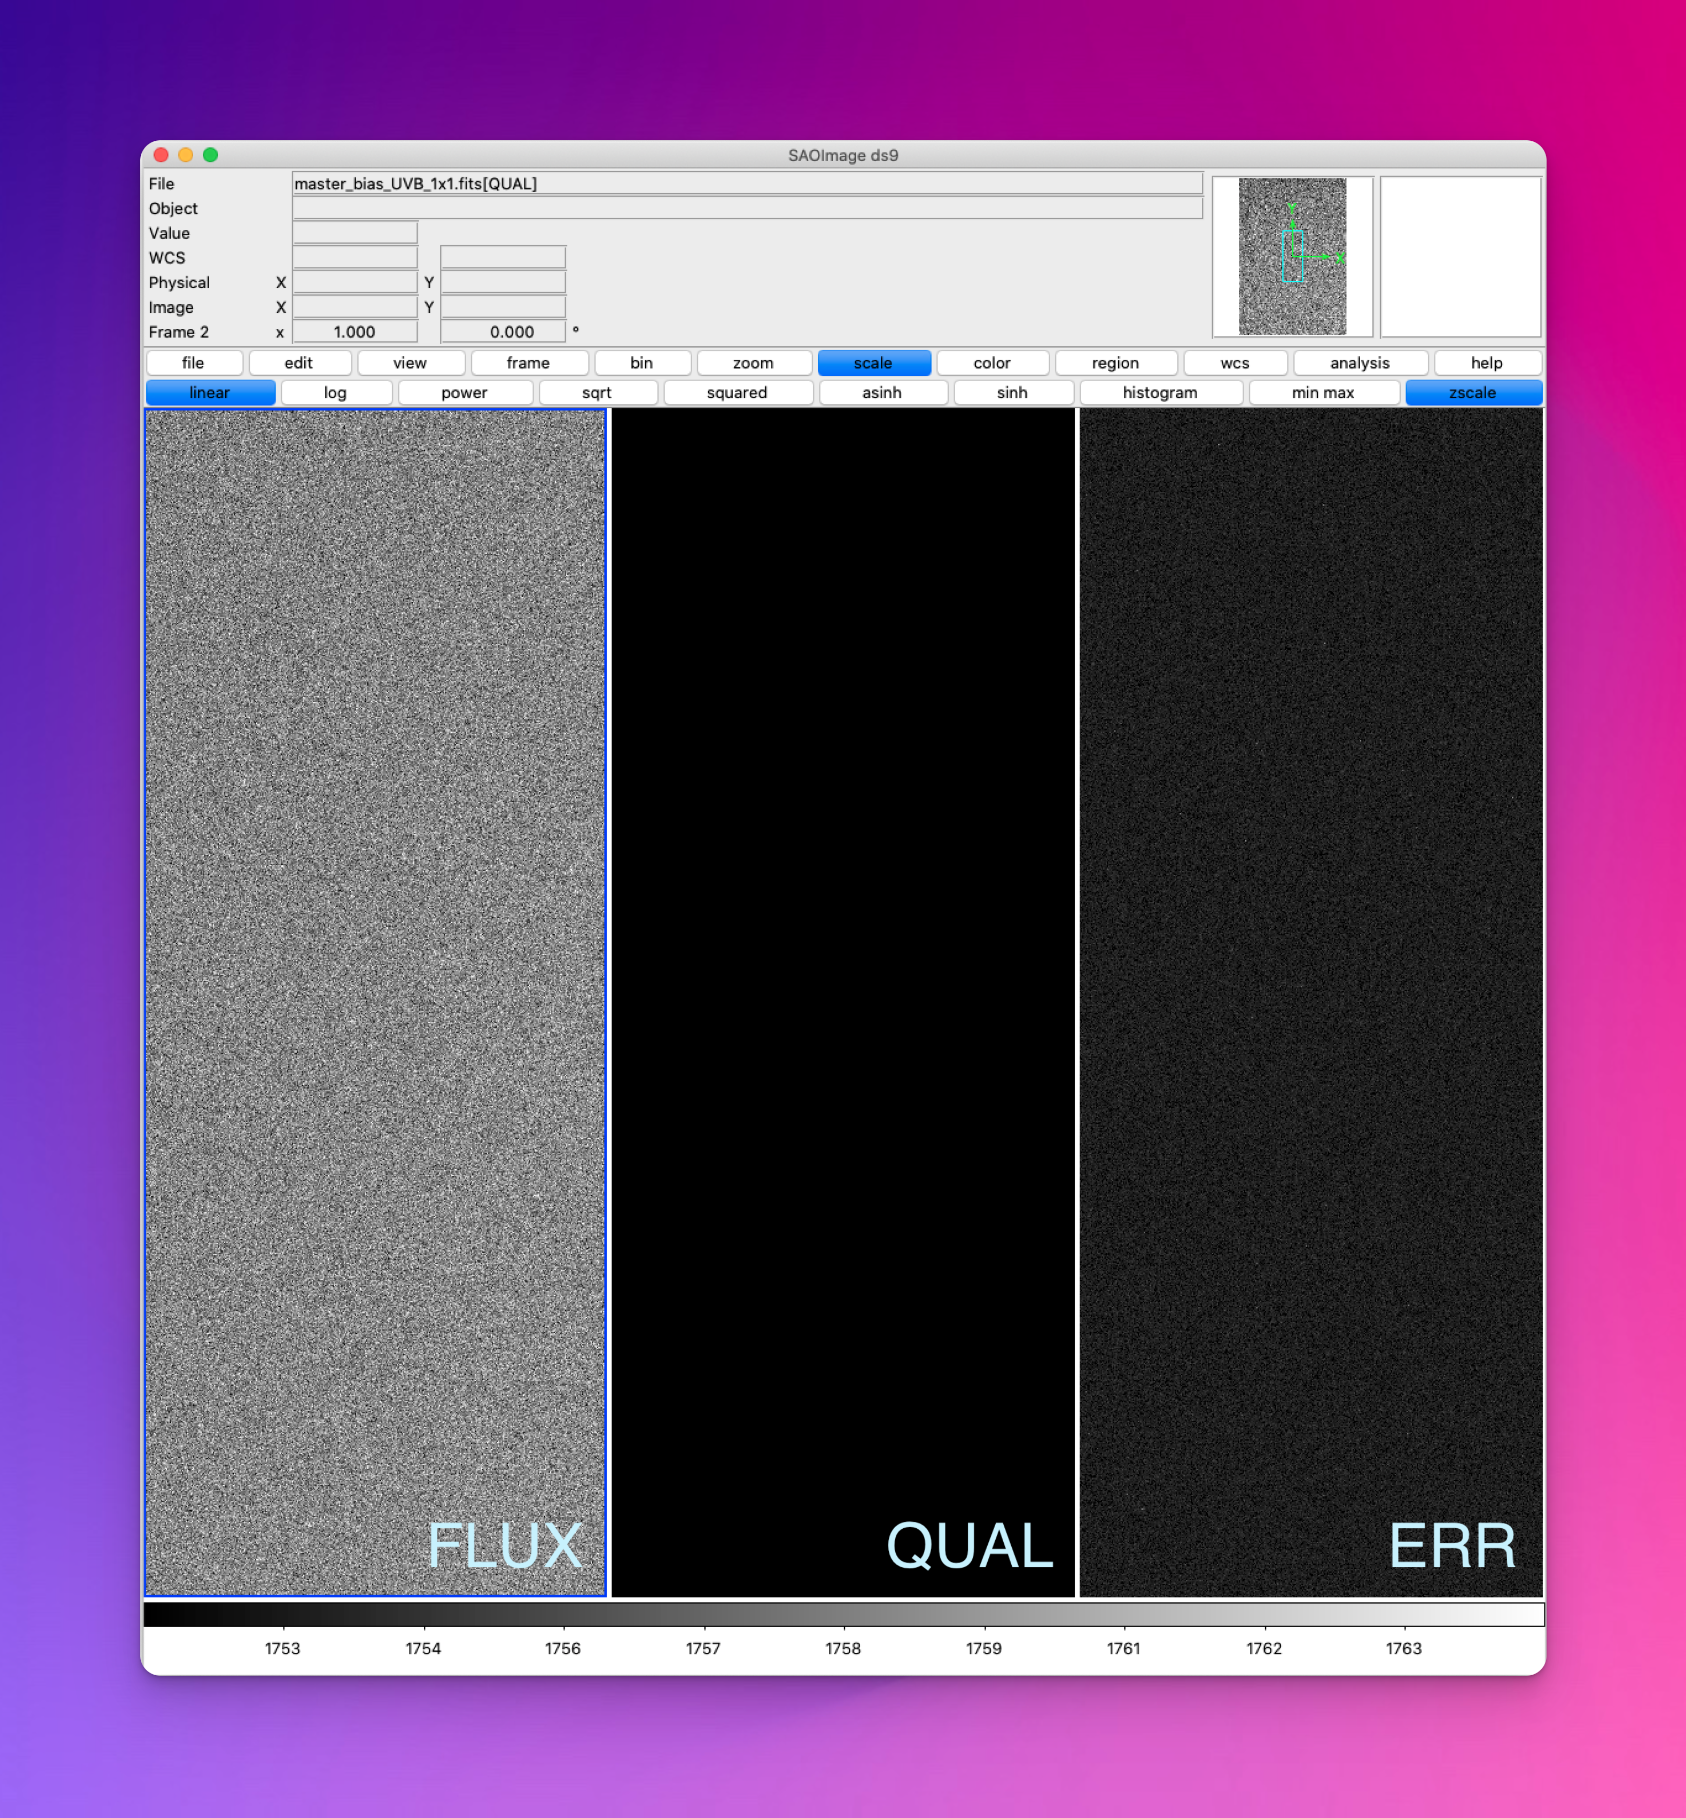 SAOImage ds9
File master_bias_UVB_1x1.fits[QUAL]
Object
Value
WCS
Physical X Y
Image X Y
Frame 2 x 1.000 0.000 °
Y
X
file edit view frame bin zoom scale color region wcs analysis help
linear log power sqrt squared asinh sinh histogram min max zscale
FLUX QUAL ERR
1753 1754 1756 1757 1758 1759 1761 1762 1763